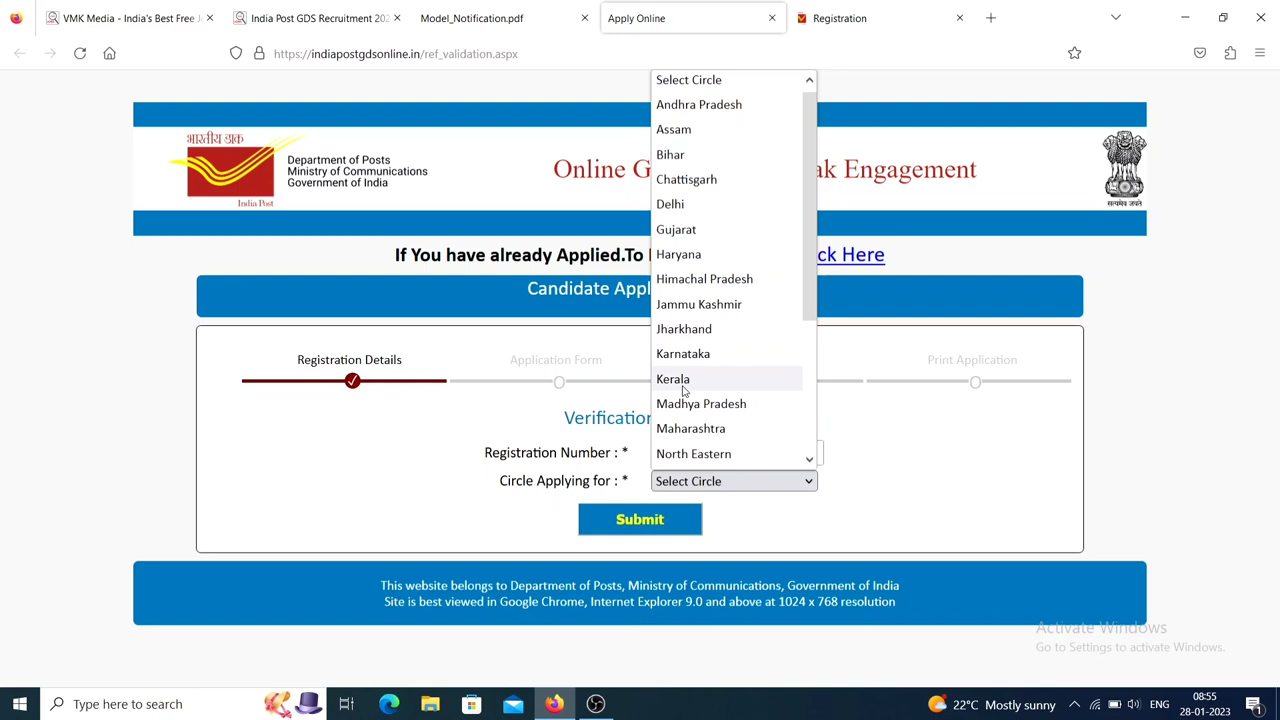 VMK Media - India's Best Free J
India Post GDS Recruitment 202
Model_Notification.pdf
Apply Online
Registration
https://indiapostgdsonline.in/ref_validation.aspx
भारतीय डाक
India Post
Department of Posts
Ministry of Communications
Government of India
Online G
ak Engagement
सत्यमेव जयते
If You have already Applied.To
ck Here
Candidate Appl
Registration Details
Application Form
Print Application
Verification
Registration Number : *
Circle Applying for : *
Select Circle
Andhra Pradesh
Assam
Bihar
Chattisgarh
Delhi
Gujarat
Haryana
Himachal Pradesh
Jammu Kashmir
Jharkhand
Karnataka
Kerala
Madhya Pradesh
Maharashtra
North Eastern
Select Circle
Submit
This website belongs to Department of Posts, Ministry of Communications, Government of India
Site is best viewed in Google Chrome, Internet Explorer 9.0 and above at 1024 x 768 resolution
Activate Windows
Go to Settings to activate Windows.
Type here to search
22°C Mostly sunny
ENG
08:55
28-01-2023
1